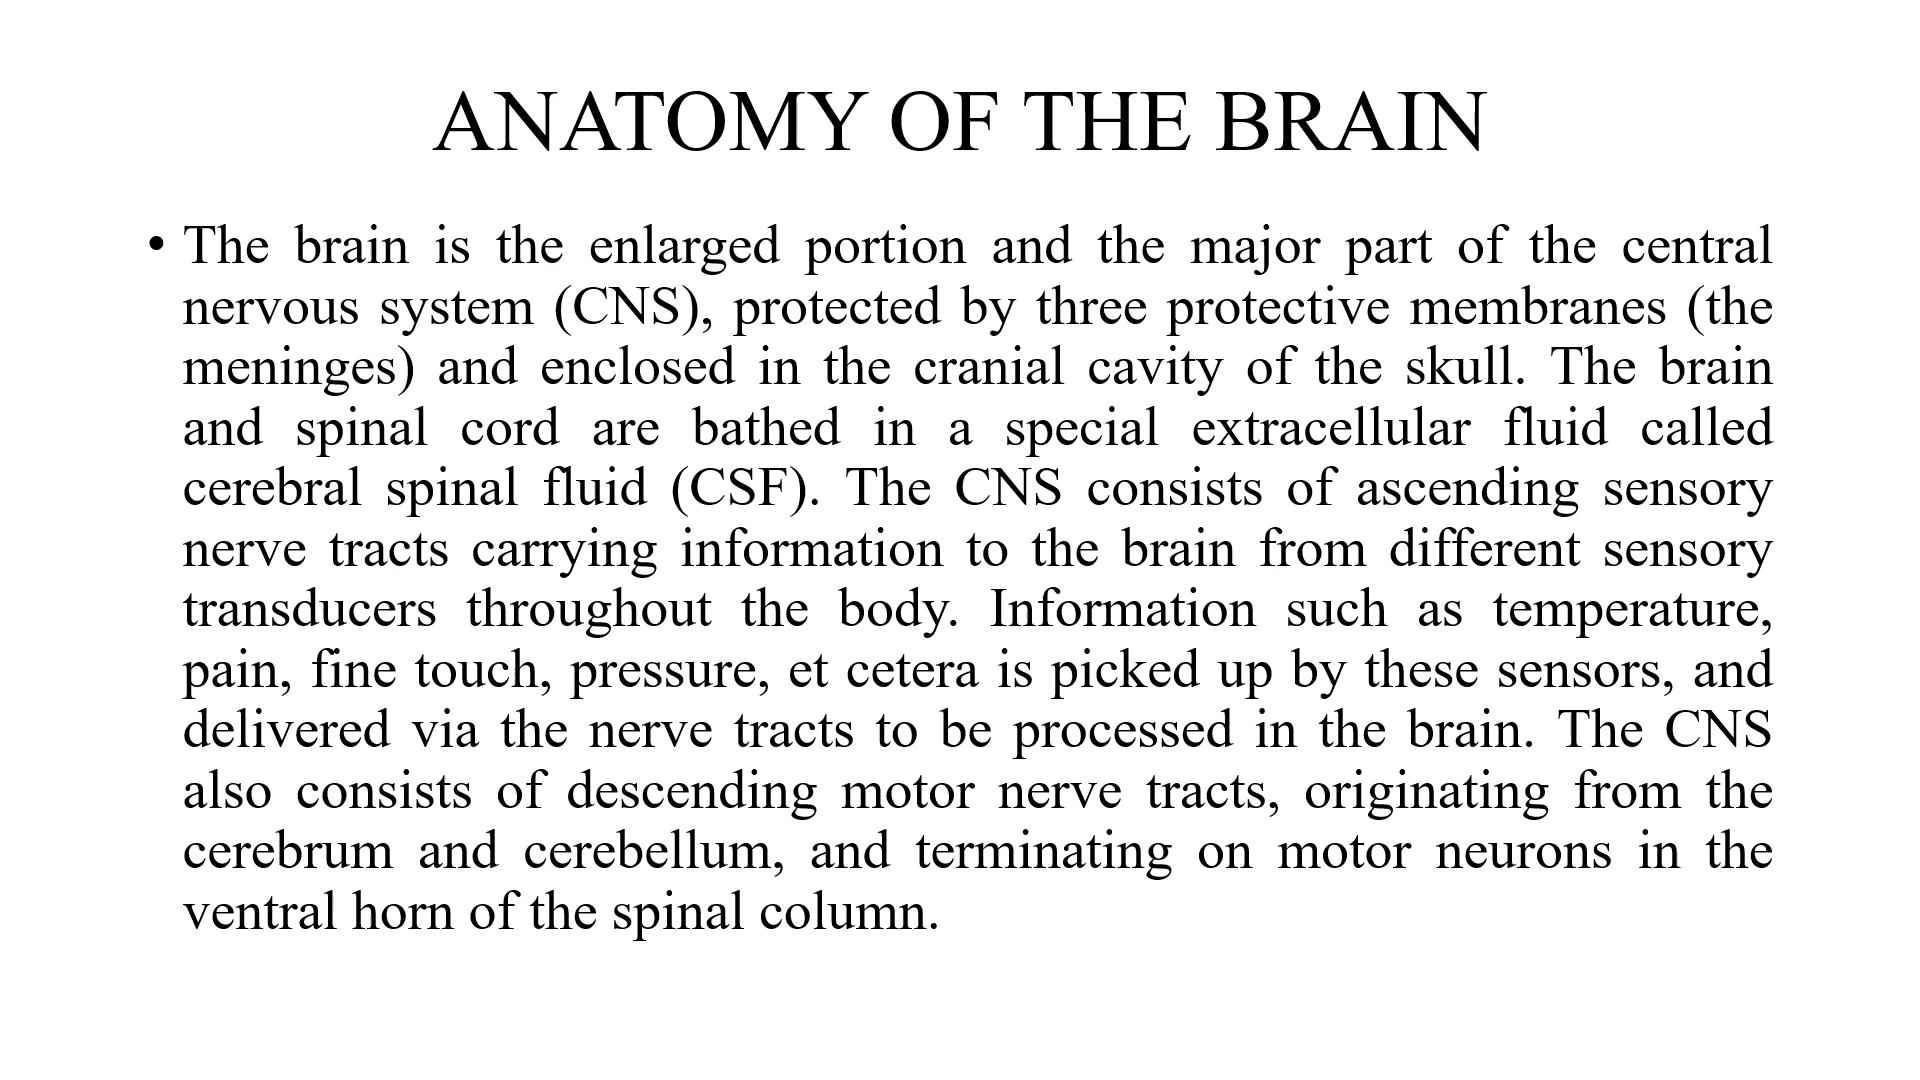 ANATOMY OF THE BRAIN
• The brain is the enlarged portion and the major part of the central
nervous system (CNS), protected by three protective membranes (the
meninges) and enclosed in the cranial cavity of the skull. The brain
and spinal cord are bathed in a special extracellular fluid called
cerebral spinal fluid (CSF). The CNS consists of ascending sensory
nerve tracts carrying information to the brain from different sensory
transducers throughout the body. Information such as temperature,
pain, fine touch, pressure, et cetera is picked up by these sensors, and
delivered via the nerve tracts to be processed in the brain. The CNS
also consists of descending motor nerve tracts, originating from the
cerebrum and cerebellum, and terminating on motor neurons in the
ventral horn of the spinal column.